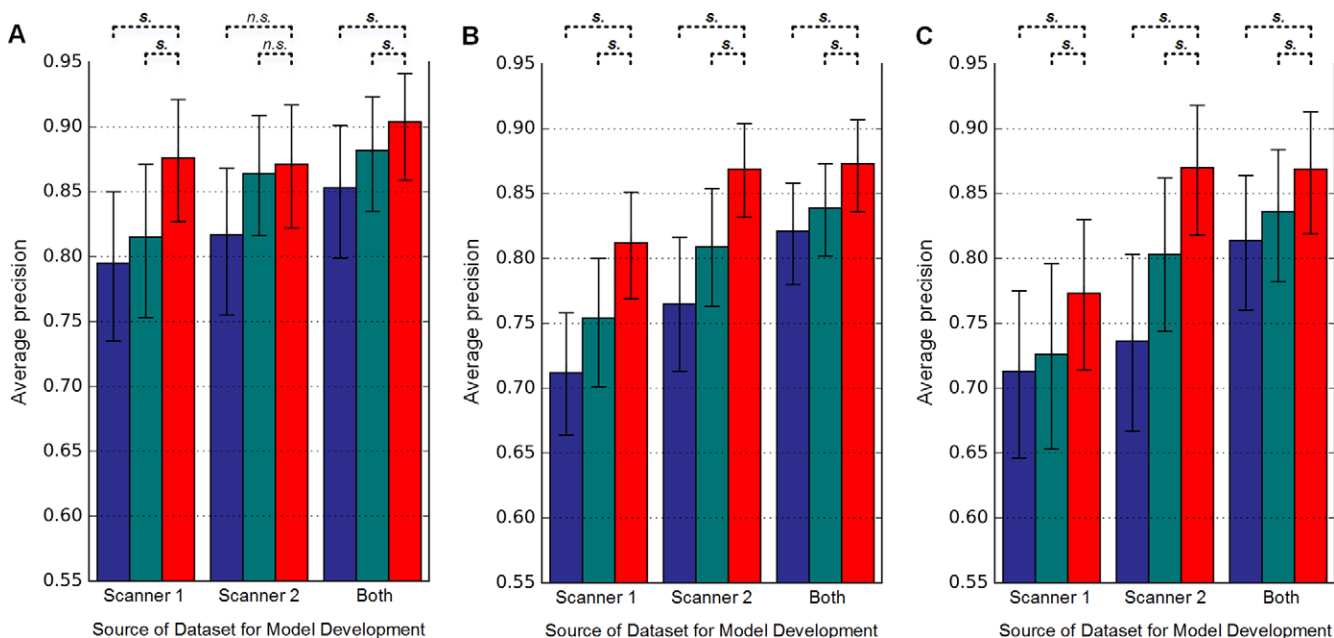 A
s.
n.s.
s.
s.
n.s.
s.
0.95
0.90
0.85
0.80
0.75
0.70
0.65
0.60
0.55
Average precision
Scanner 1
Scanner 2
Both
Source of Dataset for Model Development
B
s.
s.
s.
s.
s.
s.
0.95
0.90
0.85
0.80
0.75
0.70
0.65
0.60
0.55
Average precision
Scanner 1
Scanner 2
Both
Source of Dataset for Model Development
C
s.
s.
s.
s.
s.
s.
0.95
0.90
0.85
0.80
0.75
0.70
0.65
0.60
0.55
Average precision
Scanner 1
Scanner 2
Both
Source of Dataset for Model Development